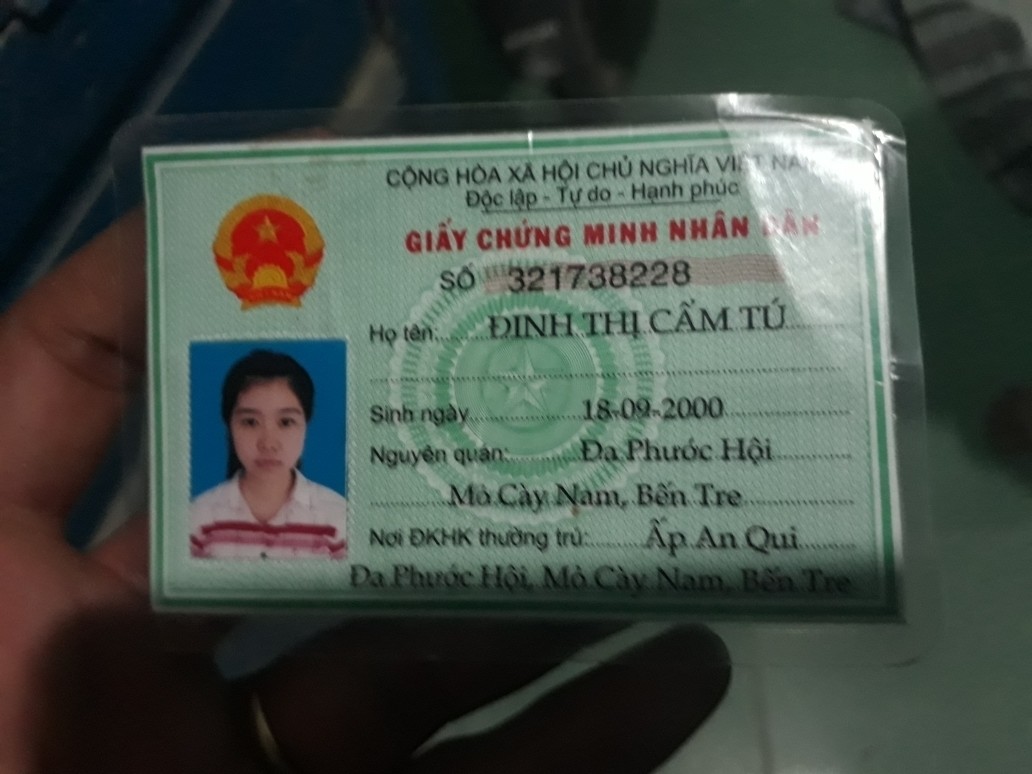 CỘNG HÒA XÃ HỘI CHỦ NGHĨA VIỆT NAM
Độc lập - Tự do - Hạnh phúc
GIẤY CHỨNG MINH NHÂN DÂN
SỐ 321738228
Họ tên: ĐINH THỊ CẨM TÚ
Sinh ngày 18-09-2000
Nguyên quán: Đa Phước Hội
Mỏ Cày Nam, Bến Tre
Nơi ĐKHK thường trú: Ấp An Qui
Đa Phước Hội, Mỏ Cày Nam, Bến Tre